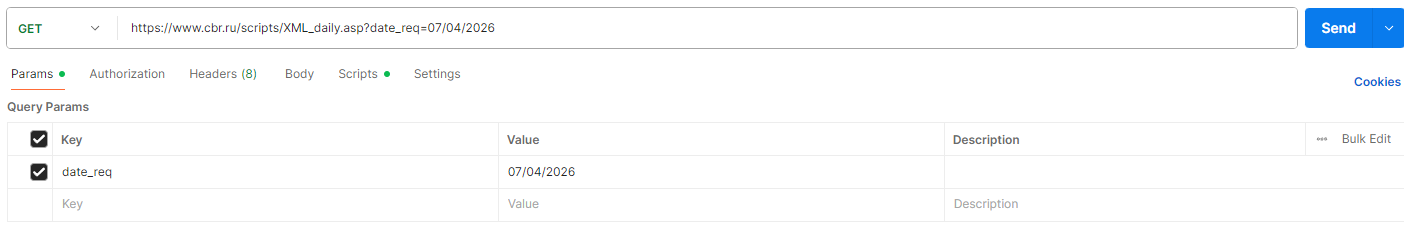 GET https://www.cbr.ru/scripts/XML_daily.asp?date_req=07/04/2026 Send
Params Authorization Headers (8) Body Scripts Settings Cookies
Query Params
Key Value Description Bulk Edit
date_req 07/04/2026
Key Value Description